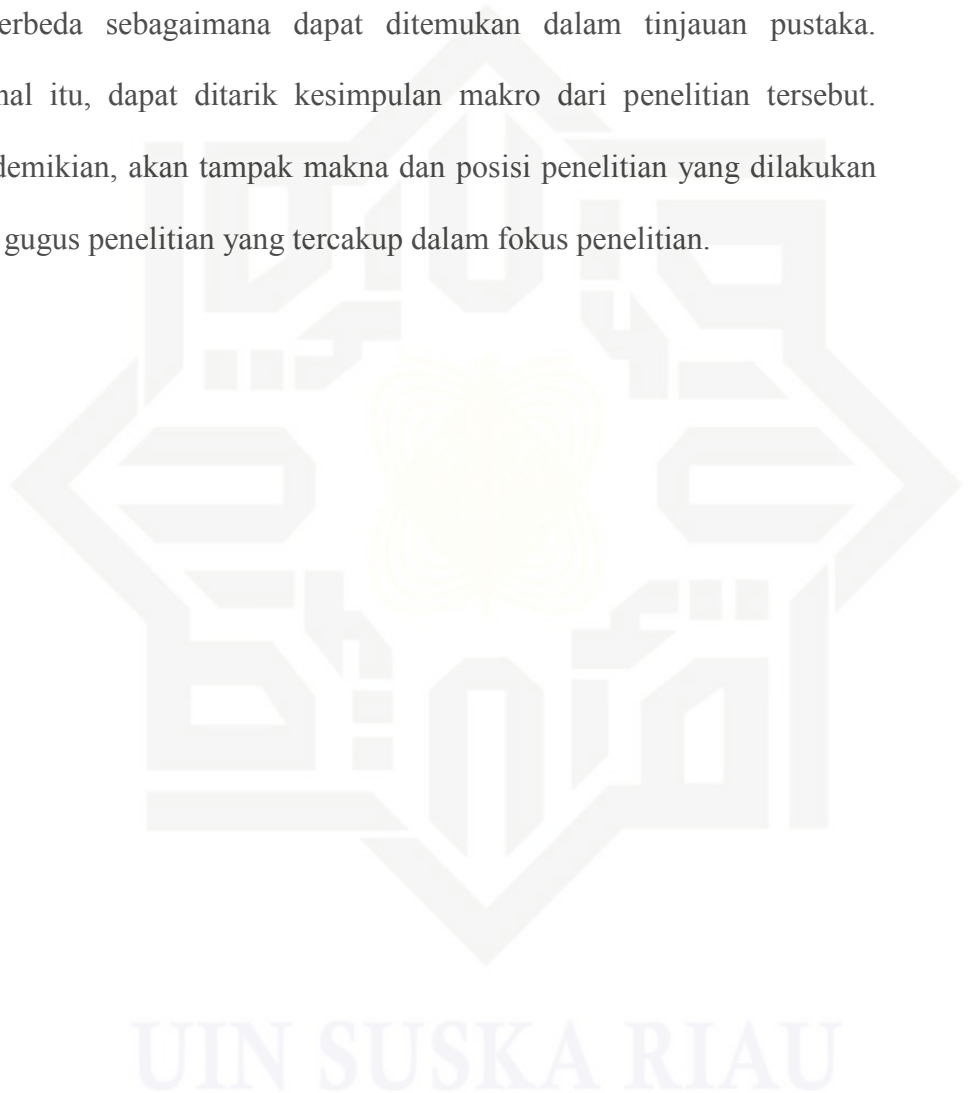 erbeda sebagaimana dapat ditemukan dalam tinjauan pustaka.
nal itu, dapat ditarik kesimpulan makro dari penelitian tersebut.
demikian, akan tampak makna dan posisi penelitian yang dilakukan
gugus penelitian yang tercakup dalam fokus penelitian.
UIN SUSKA RIAU